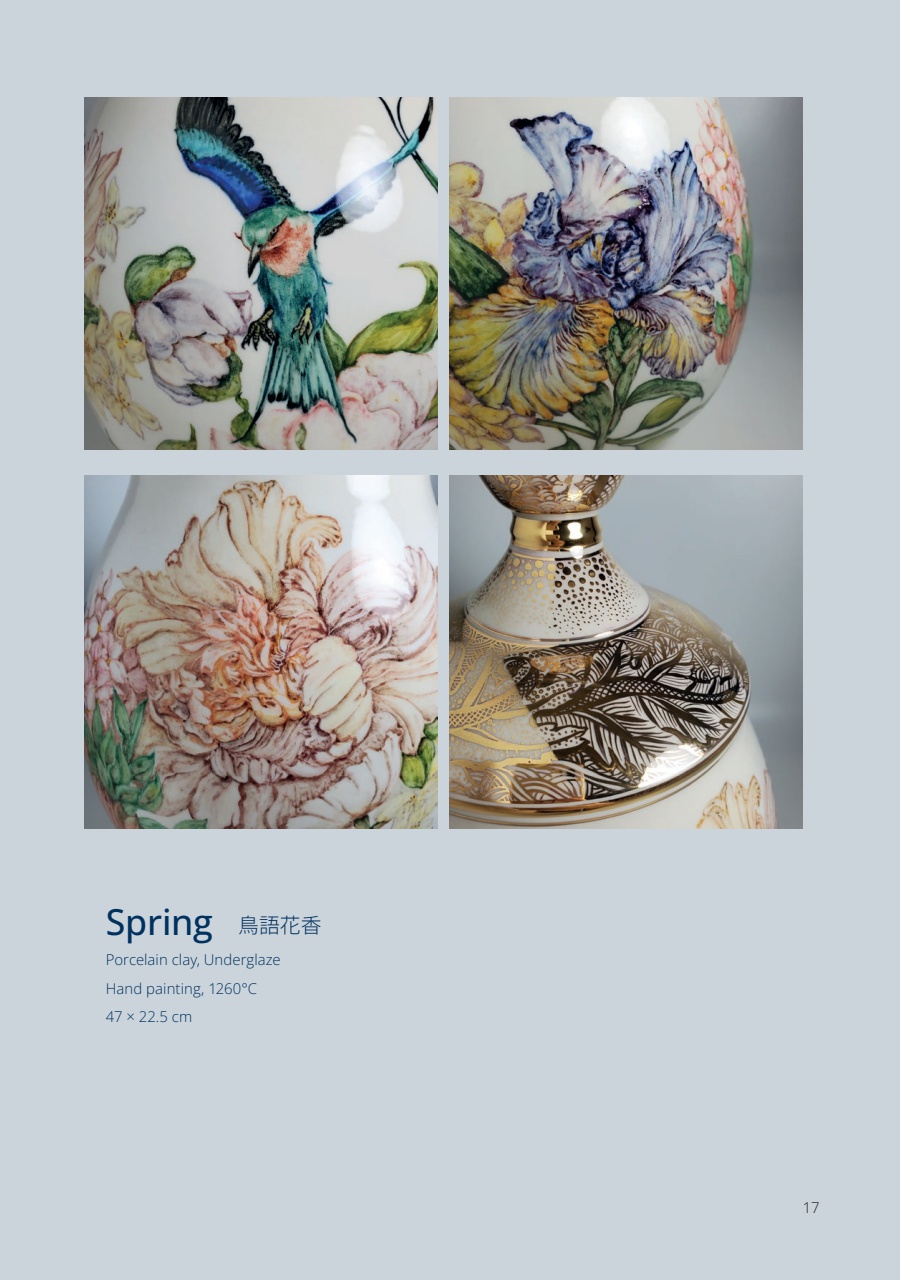 Spring 鳥語花香
Porcelain clay, Underglaze
Hand painting, 1260°C
47 × 22.5 cm
17